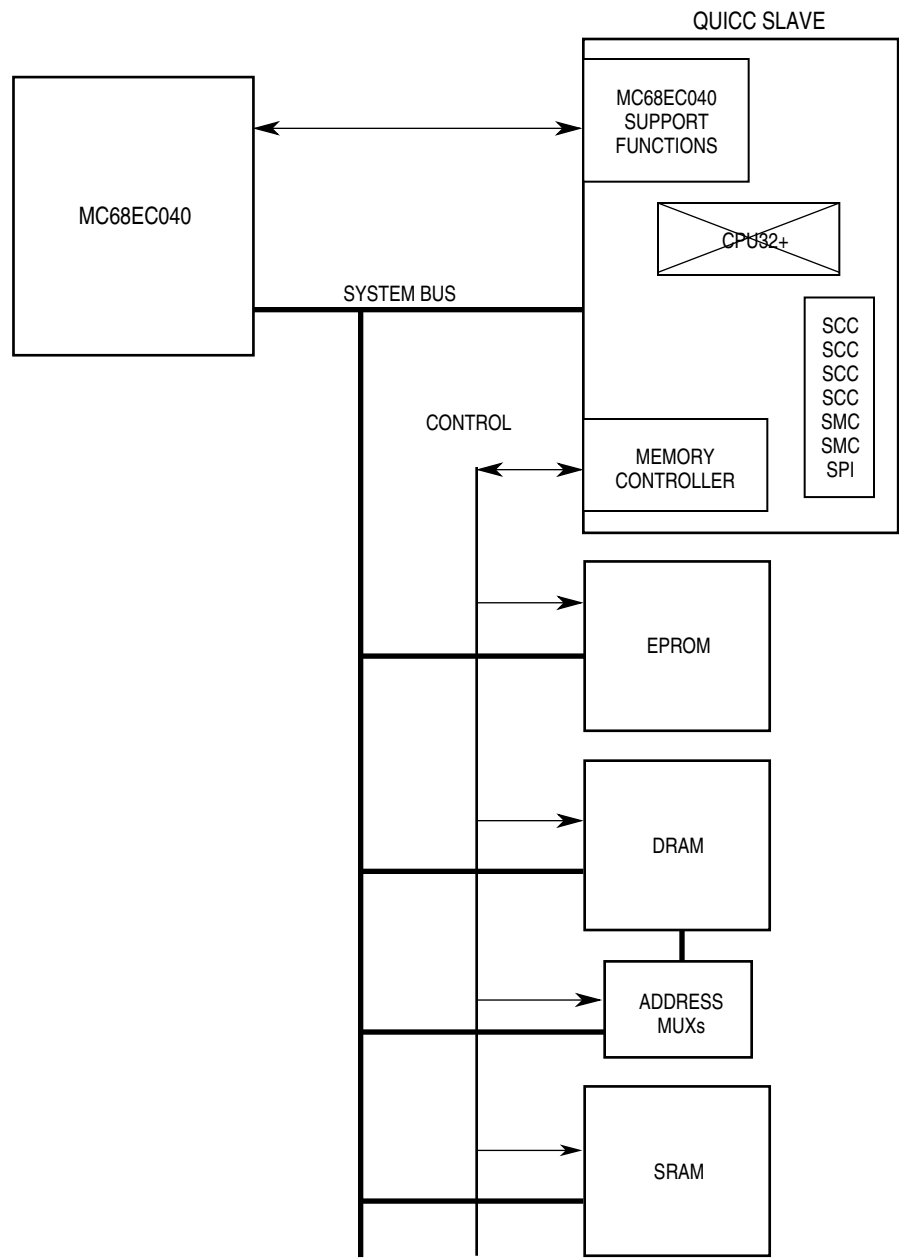 QUICC SLAVE
MC68EC040
SUPPORT
FUNCTIONS
MC68EC040
CPU32+
SYSTEM BUS
SCC
SCC
SCC
SCC
SMC
SMC
SPI
CONTROL
MEMORY
CONTROLLER
EPROM
DRAM
ADDRESS
MUXs
SRAM